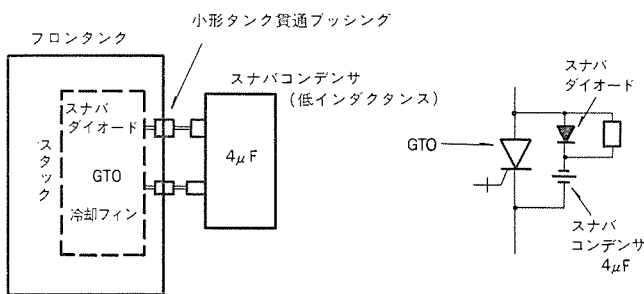 小形タンク貫通ブッシング
フロンタンク
スナバコンデンサ
(低インダクタンス)
スナバ
ダイオード
スタック
GTO
冷却フィン
4μF
スナバ
ダイオード
GTO
スナバ
コンデンサ
4μF